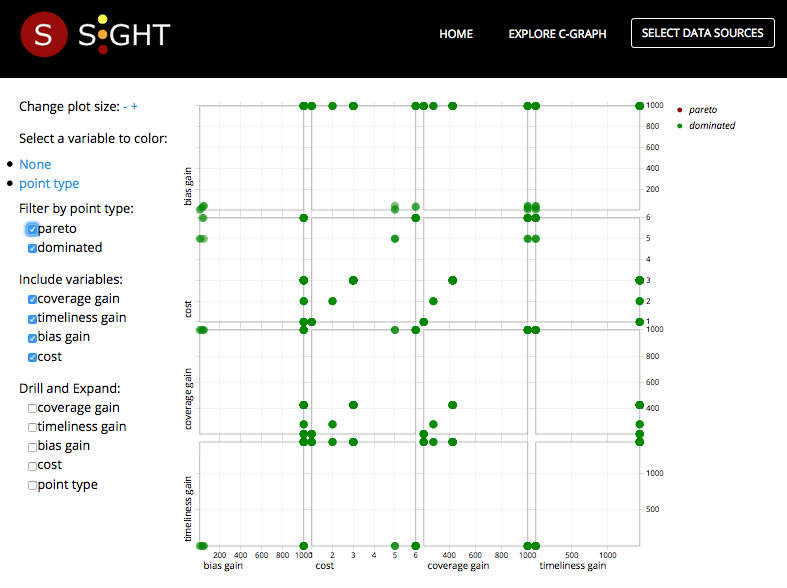 S SiGHT
HOME
EXPLORE C-GRAPH
SELECT DATA SOURCES
Change plot size: - +
Select a variable to color:
None
point type
Filter by point type:
pareto
dominated
Include variables:
coverage gain
timeliness gain
bias gain
cost
Drill and Expand:
coverage gain
timeliness gain
bias gain
cost
point type
bias gain
1000
800
600
400
200
cost
6
5
4
3
2
1
coverage gain
1000
800
600
400
timeliness gain
1000
500
200 400 600 800 1000
1 2 3 4 5 6
400 600 800 1000
500 1000
bias gain
cost
coverage gain
timeliness gain
pareto
dominated